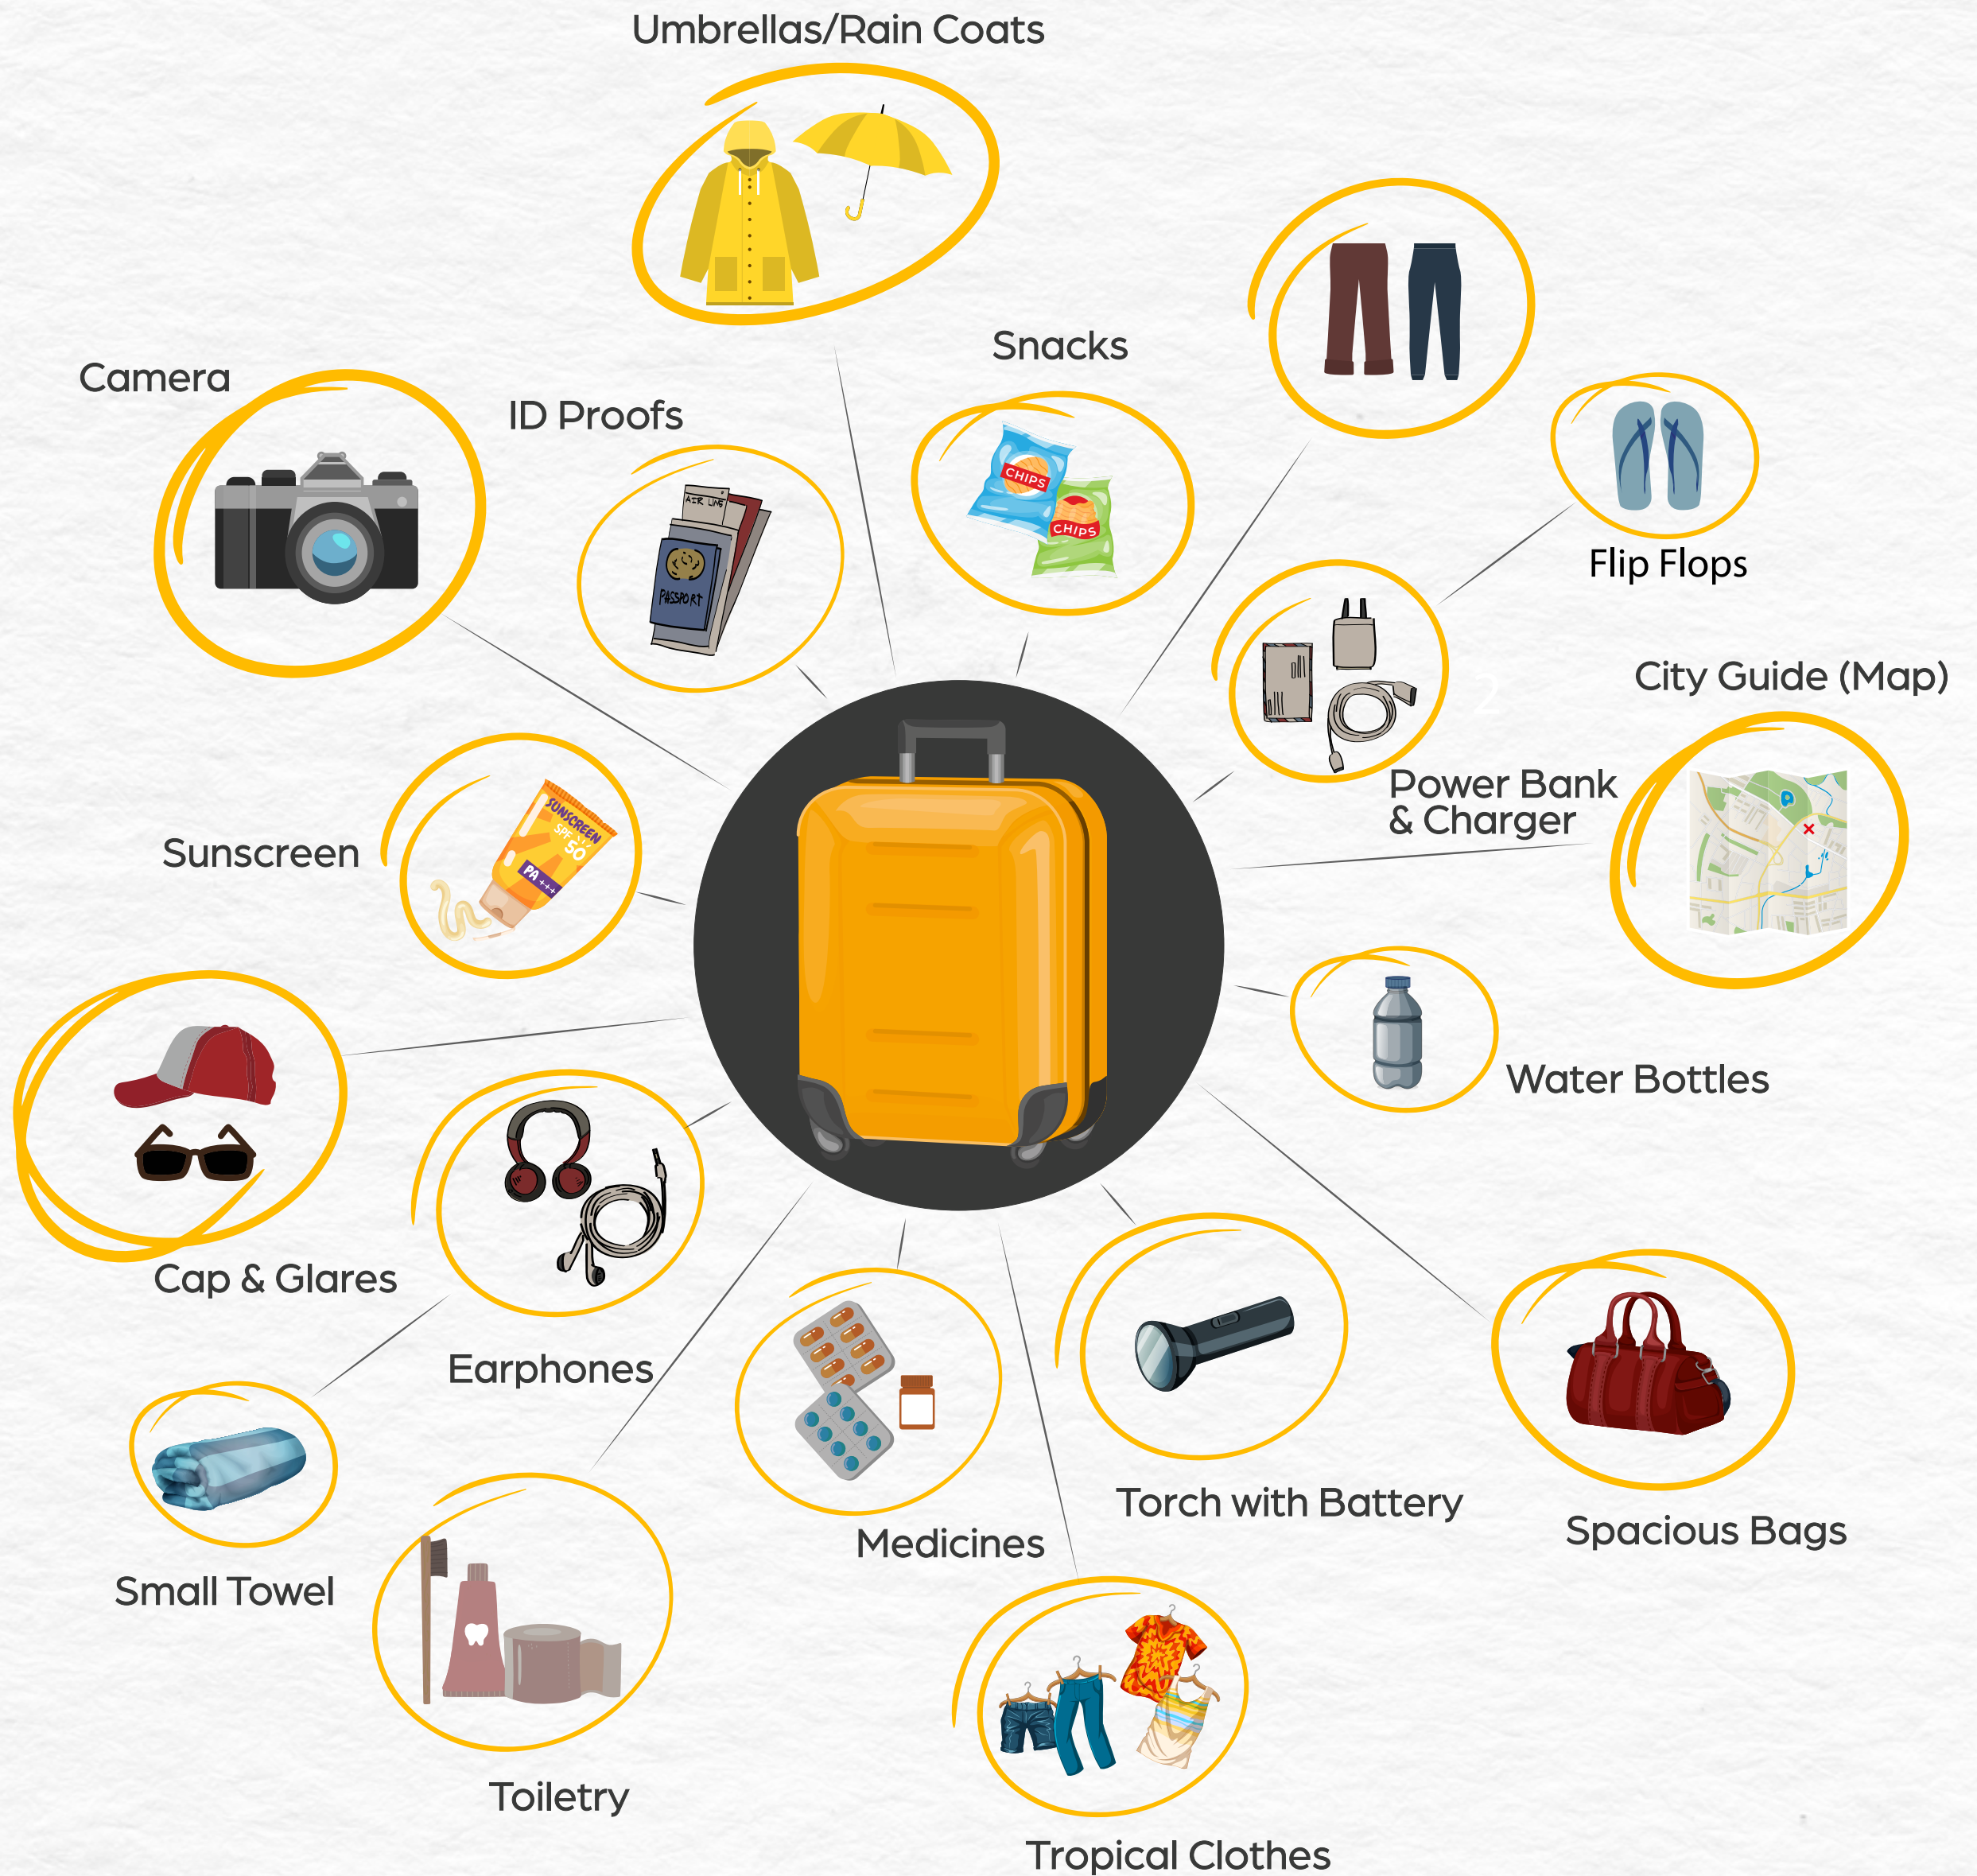 Umbrellas/Rain Coats
Snacks
CHIPS
CHIPS
Camera
ID Proofs
AIR LINE
PASSPORT
Flip Flops
City Guide (Map)
Power Bank
& Charger
Sunscreen
SUNSCREEN
SPF
50
PA +++
Water Bottles
Cap & Glares
Earphones
Small Towel
Toiletry
Medicines
Torch with Battery
Spacious Bags
Tropical Clothes